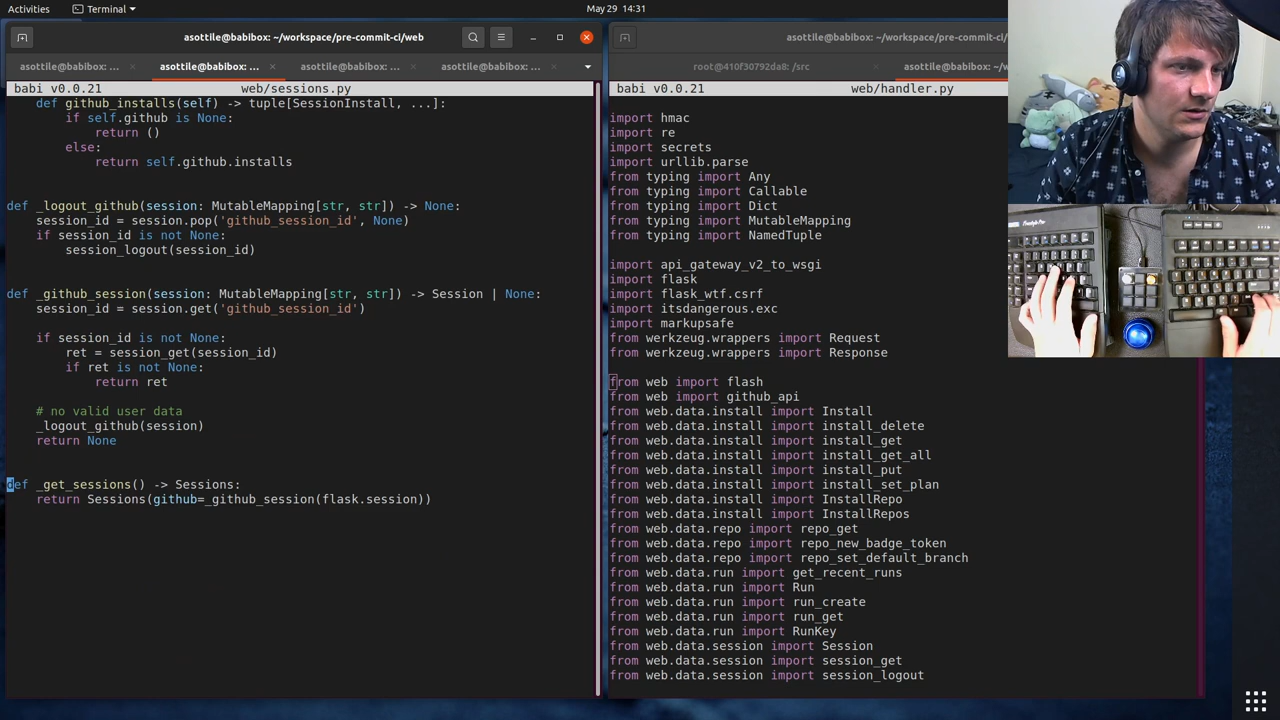 Activities
Terminal
May 29 14:31
asottile@babibox: ~/workspace/pre-commit-ci/web
asottile@babibox: ...
asottile@babibox: ...
asottile@babibox: ...
asottile@babibox: ...
babi v0.0.21 web/sessions.py
def github_installs(self) -> tuple[SessionInstall, ...]:
if self.github is None:
return ()
else:
return self.github.installs
def _logout_github(session: MutableMapping[str, str]) -> None:
session_id = session.pop('github_session_id', None)
if session_id is not None:
session_logout(session_id)
def _github_session(session: MutableMapping[str, str]) -> Session | None:
session_id = session.get('github_session_id')
if session_id is not None:
ret = session_get(session_id)
if ret is not None:
return ret
# no valid user data
_logout_github(session)
return None
def _get_sessions() -> Sessions:
return Sessions(github=_github_session(flask.session))
asottile@babibox: ~/workspace/pre-commit-ci/
root@410f30792da8: /src
asottile@babibox: ~/w
babi v0.0.21 web/handler.py
import hmac
import re
import secrets
import urllib.parse
from typing import Any
from typing import Callable
from typing import Dict
from typing import MutableMapping
from typing import NamedTuple
import api_gateway_v2_to_wsgi
import flask
import flask_wtf.csrf
import itsdangerous.exc
import markupsafe
from werkzeug.wrappers import Request
from werkzeug.wrappers import Response
from web import flash
from web import github_api
from web.data.install import Install
from web.data.install import install_delete
from web.data.install import install_get
from web.data.install import install_get_all
from web.data.install import install_put
from web.data.install import install_set_plan
from web.data.install import InstallRepo
from web.data.install import InstallRepos
from web.data.repo import repo_get
from web.data.repo import repo_new_badge_token
from web.data.repo import repo_set_default_branch
from web.data.run import get_recent_runs
from web.data.run import Run
from web.data.run import run_create
from web.data.run import run_get
from web.data.run import RunKey
from web.data.session import Session
from web.data.session import session_get
from web.data.session import session_logout